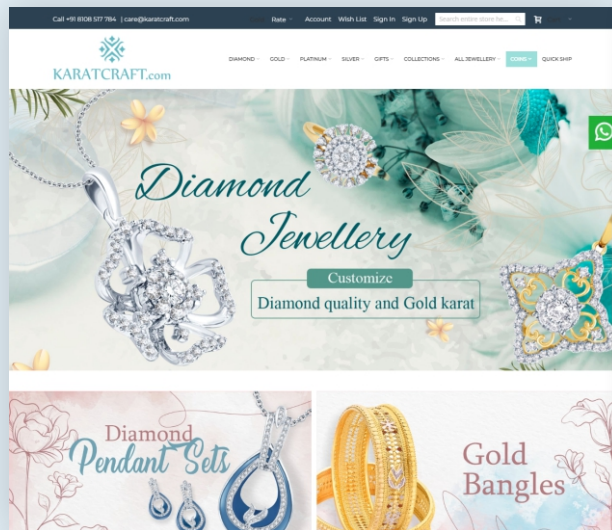 Call +91 8108 517 784 | care@karatcraft.com
Rate Account Wish List Sign In Sign Up Search entire store he...
KARATCRAFT.com
DIAMOND GOLD PLATINUM SILVER GIFTS COLLECTIONS ALL JEWELLERY COINS QUICK SHIP
Diamond
Jewellery
Customize
Diamond quality and Gold karat
Diamond
Pendant Sets
Gold
Bangles